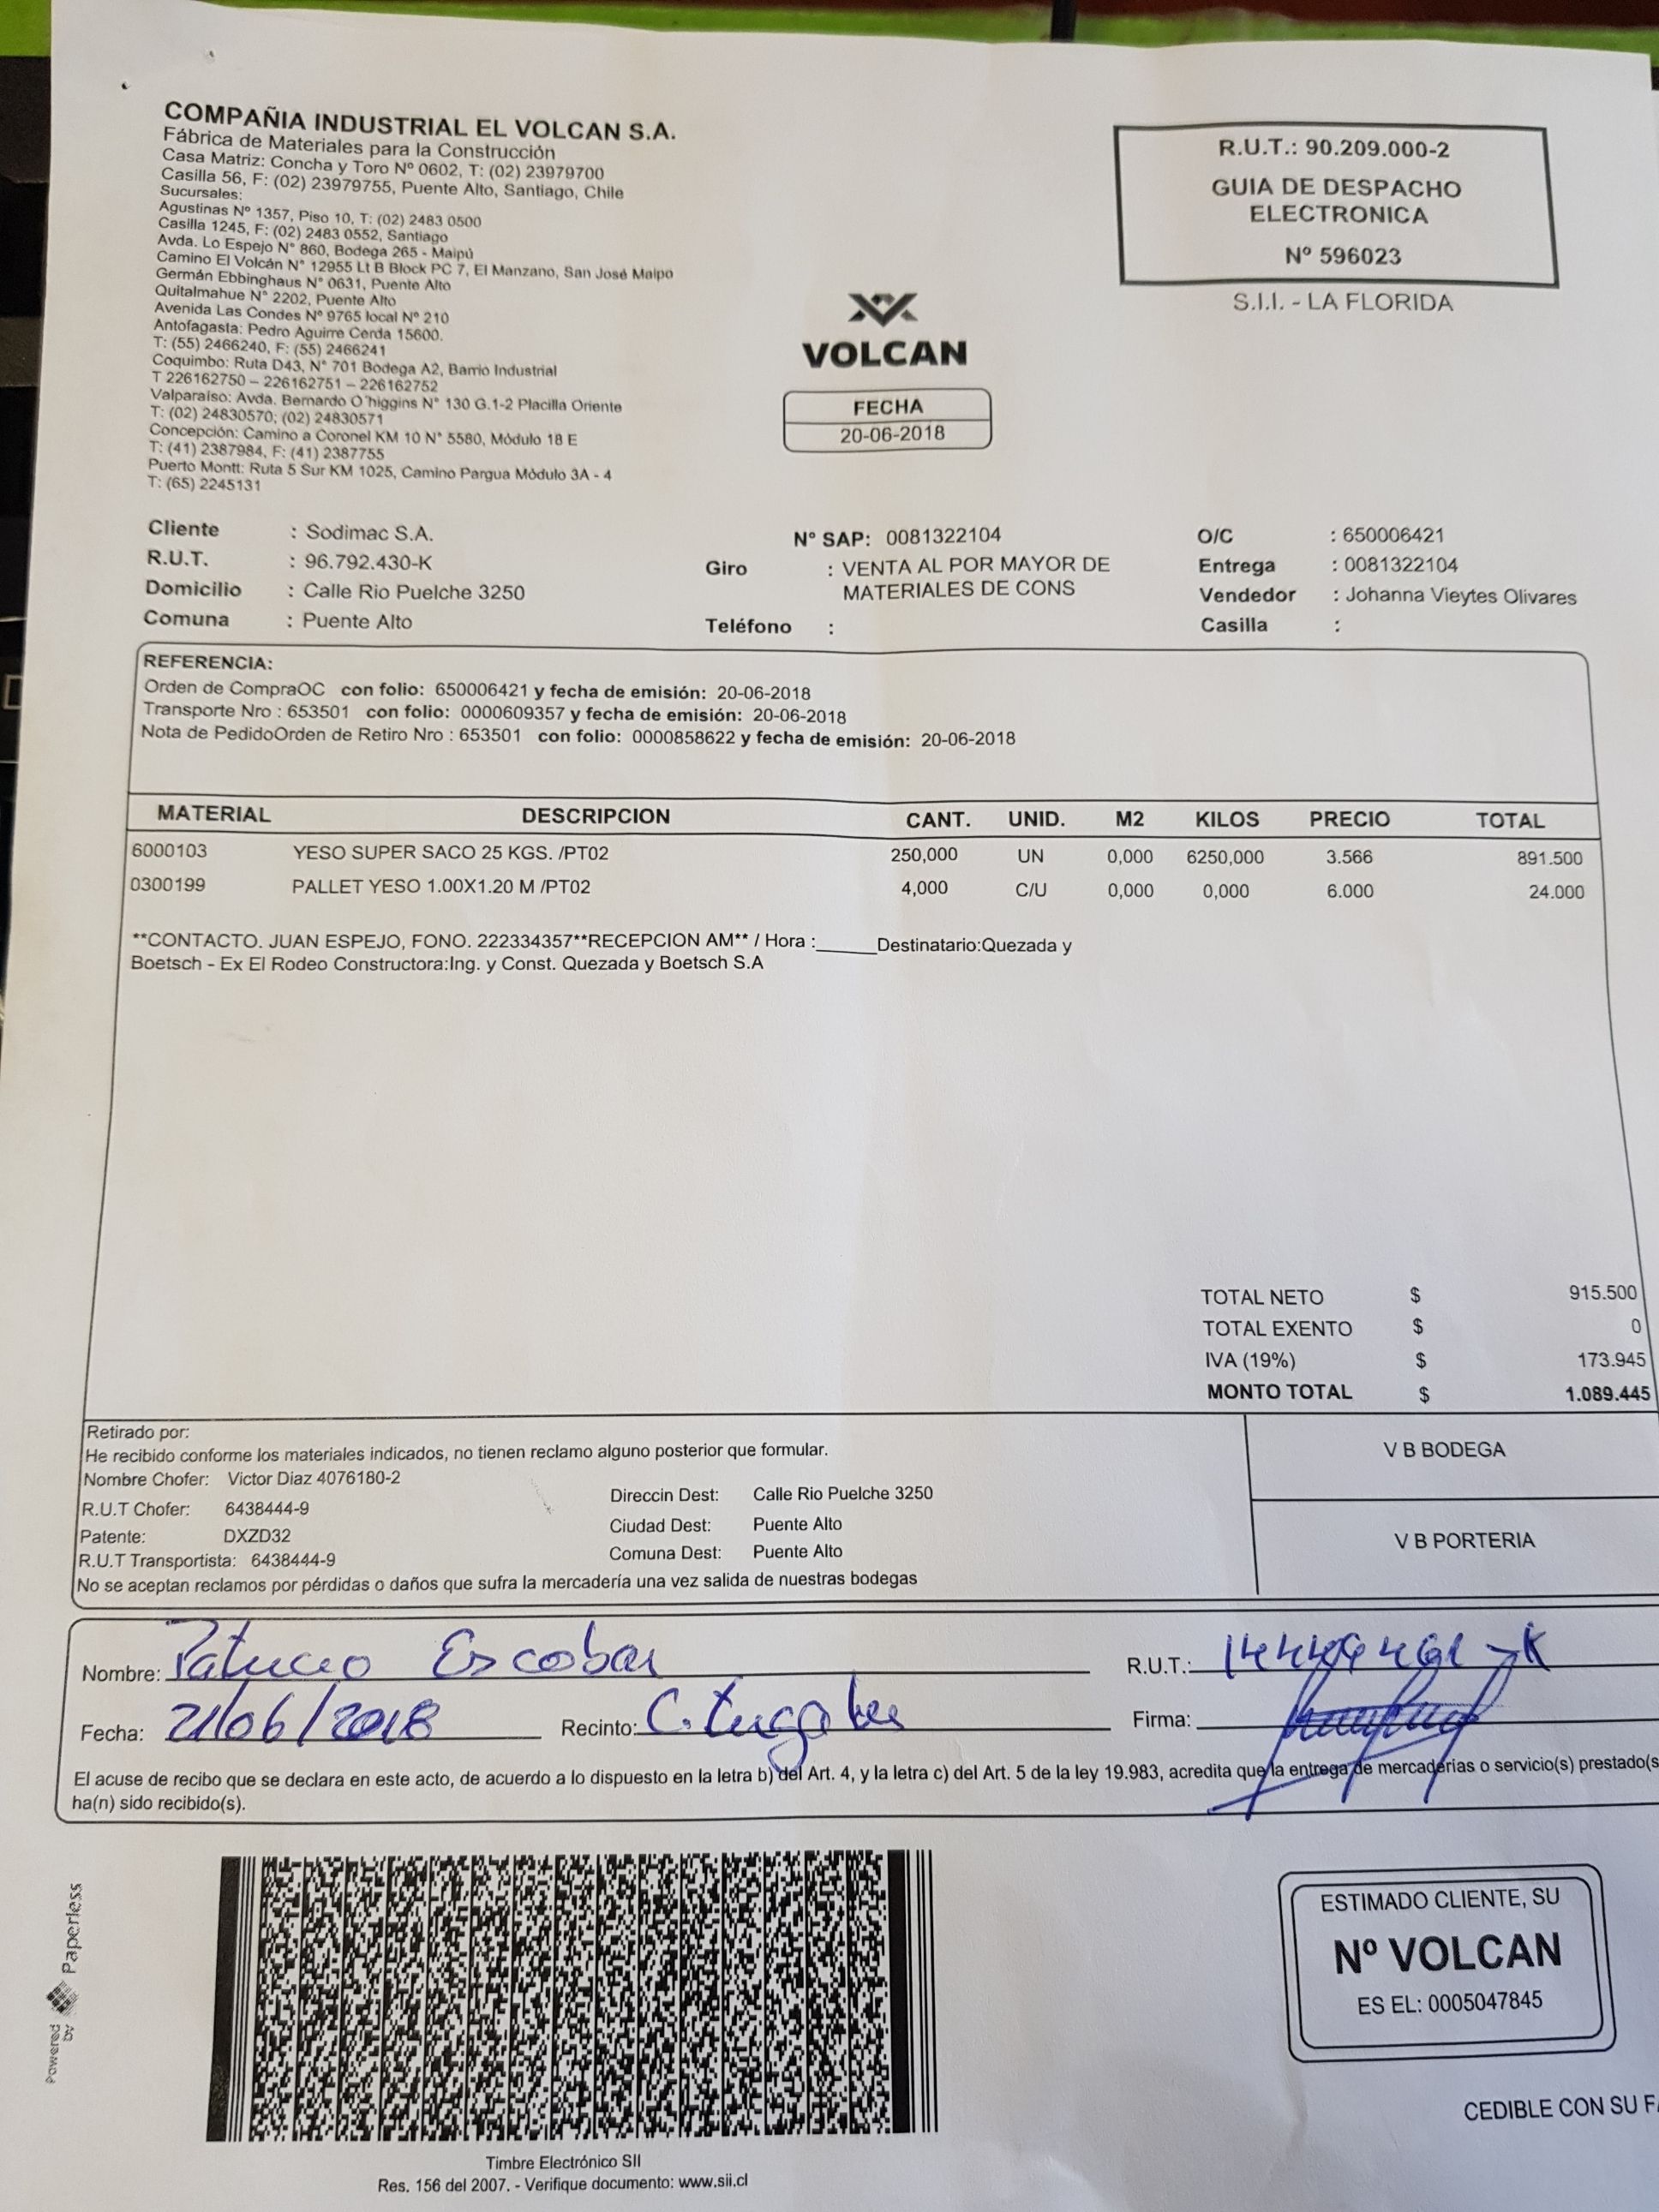 COMPAÑIA INDUSTRIAL EL VOLCAN S.A.
Fábrica de Materiales para la Construcción
Casa Matriz: Concha y Toro Nº 0602, T: (02) 23979700
Casilla 56, F: (02) 23979755, Puente Alto, Santiago, Chile
Sucursales:
Agustinas Nº 1357, Piso 10, T: (02) 2483 0500
Casilla 1245, F: (02) 2483 0552, Santiago
Avda. Lo Espejo N° 860, Bodega 265 - Maipú
Camino El Volcán N° 12955 Lt B Block PC 7, El Manzano, San José Maipo
Germán Ebbinghaus N° 0631, Puente Alto
Quitalmahue N° 2202, Puente Alto
Avenida Las Condes Nº 9765 local Nº 210
Antofagasta: Pedro Aguirre Cerda 15600.
T: (55) 2466240, F: (55) 2466241
Coquimbo: Ruta D43, N° 701 Bodega A2, Barrio Industrial
T 226162750 – 226162751 – 226162752
Valparaíso: Avda. Bernardo O´higgins N° 130 G.1-2 Placilla Oriente
T: (02) 24830570; (02) 24830571
Concepción: Camino a Coronel KM 10 N° 5580, Módulo 18 E
T: (41) 2387984, F: (41) 2387755
Puerto Montt: Ruta 5 Sur KM 1025, Camino Pargua Módulo 3A - 4
T: (65) 2245131
VOLCAN
FECHA
20-06-2018
R.U.T.: 90.209.000-2
GUIA DE DESPACHO
ELECTRONICA
Nº 596023
S.I.I. - LA FLORIDA
Cliente : Sodimac S.A. N° SAP: 0081322104 O/C : 650006421
R.U.T. : 96.792.430-K Giro : VENTA AL POR MAYOR DE Entrega : 0081322104
Domicilio : Calle Rio Puelche 3250 MATERIALES DE CONS Vendedor : Johanna Vieytes Olivares
Comuna : Puente Alto Teléfono : Casilla :
REFERENCIA:
Orden de CompraOC con folio: 650006421 y fecha de emisión: 20-06-2018
Transporte Nro : 653501 con folio: 0000609357 y fecha de emisión: 20-06-2018
Nota de PedidoOrden de Retiro Nro : 653501 con folio: 0000858622 y fecha de emisión: 20-06-2018
MATERIAL DESCRIPCION CANT. UNID. M2 KILOS PRECIO TOTAL
6000103 YESO SUPER SACO 25 KGS. /PT02 250,000 UN 0,000 6250,000 3.566 891.500
0300199 PALLET YESO 1.00X1.20 M /PT02 4,000 C/U 0,000 0,000 6.000 24.000
**CONTACTO. JUAN ESPEJO, FONO. 222334357**RECEPCION AM** / Hora :______Destinatario:Quezada y
Boetsch - Ex El Rodeo Constructora:Ing. y Const. Quezada y Boetsch S.A
TOTAL NETO $ 915.500
TOTAL EXENTO $ 0
IVA (19%) $ 173.945
MONTO TOTAL $ 1.089.445
Retirado por:
He recibido conforme los materiales indicados, no tienen reclamo alguno posterior que formular.
Nombre Chofer: Victor Diaz 4076180-2
R.U.T Chofer: 6438444-9
Patente: DXZD32
R.U.T Transportista: 6438444-9
Direccin Dest: Calle Rio Puelche 3250
Ciudad Dest: Puente Alto
Comuna Dest: Puente Alto
No se aceptan reclamos por pérdidas o daños que sufra la mercadería una vez salida de nuestras bodegas
V B BODEGA
V B PORTERIA
Nombre: Patricio Escobar R.U.T.:
Fecha: 21/06/2018 Recinto: Firma:
El acuse de recibo que se declara en este acto, de acuerdo a lo dispuesto en la letra b) del Art. 4, y la letra c) del Art. 5 de la ley 19.983, acredita que la entrega de mercaderías o servicio(s) prestado(s
ha(n) sido recibido(s).
Powered by Paperless
Timbre Electrónico SII
Res. 156 del 2007. - Verifique documento: www.sii.cl
ESTIMADO CLIENTE, SU
Nº VOLCAN
ES EL: 0005047845
CEDIBLE CON SU FA